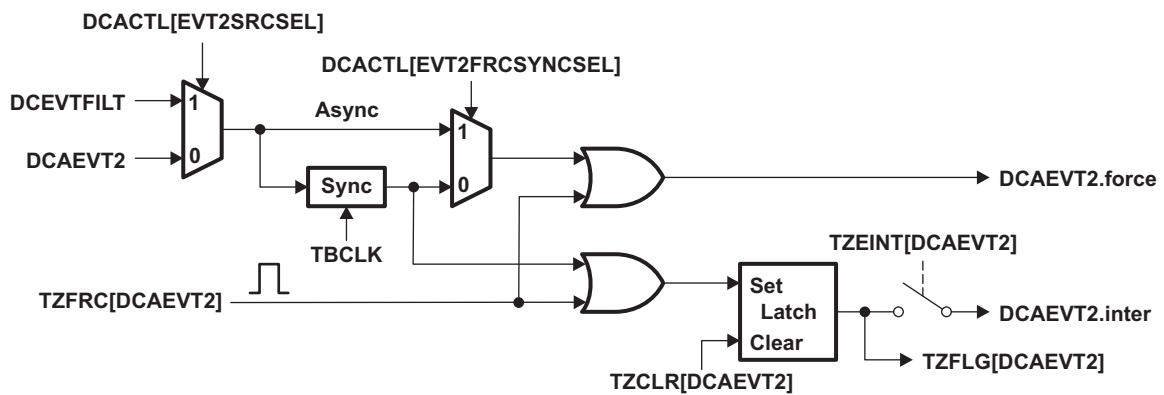 DCACTL[EVT2SRCSEL]
DCACTL[EVT2FRCSYNCSEL]
DCEVTFILT
1
Async
1
DCAEVT2
0
Sync
0
DCAEVT2.force
TBCLK
TZEINT[DCAEVT2]
TZFRC[DCAEVT2]
Set
Latch
DCAEVT2.inter
Clear
TZFLG[DCAEVT2]
TZCLR[DCAEVT2]